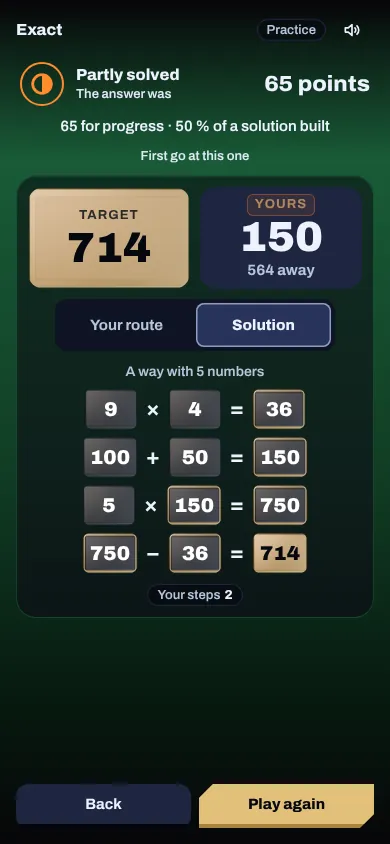 Exact
Practice
Partly solved
The answer was
65 points
65 for progress · 50 % of a solution built
First go at this one
TARGET
714
YOURS
150
564 away
Your route
Solution
A way with 5 numbers
9 × 4 = 36
100 + 50 = 150
5 × 150 = 750
750 − 36 = 714
Your steps 2
Back
Play again